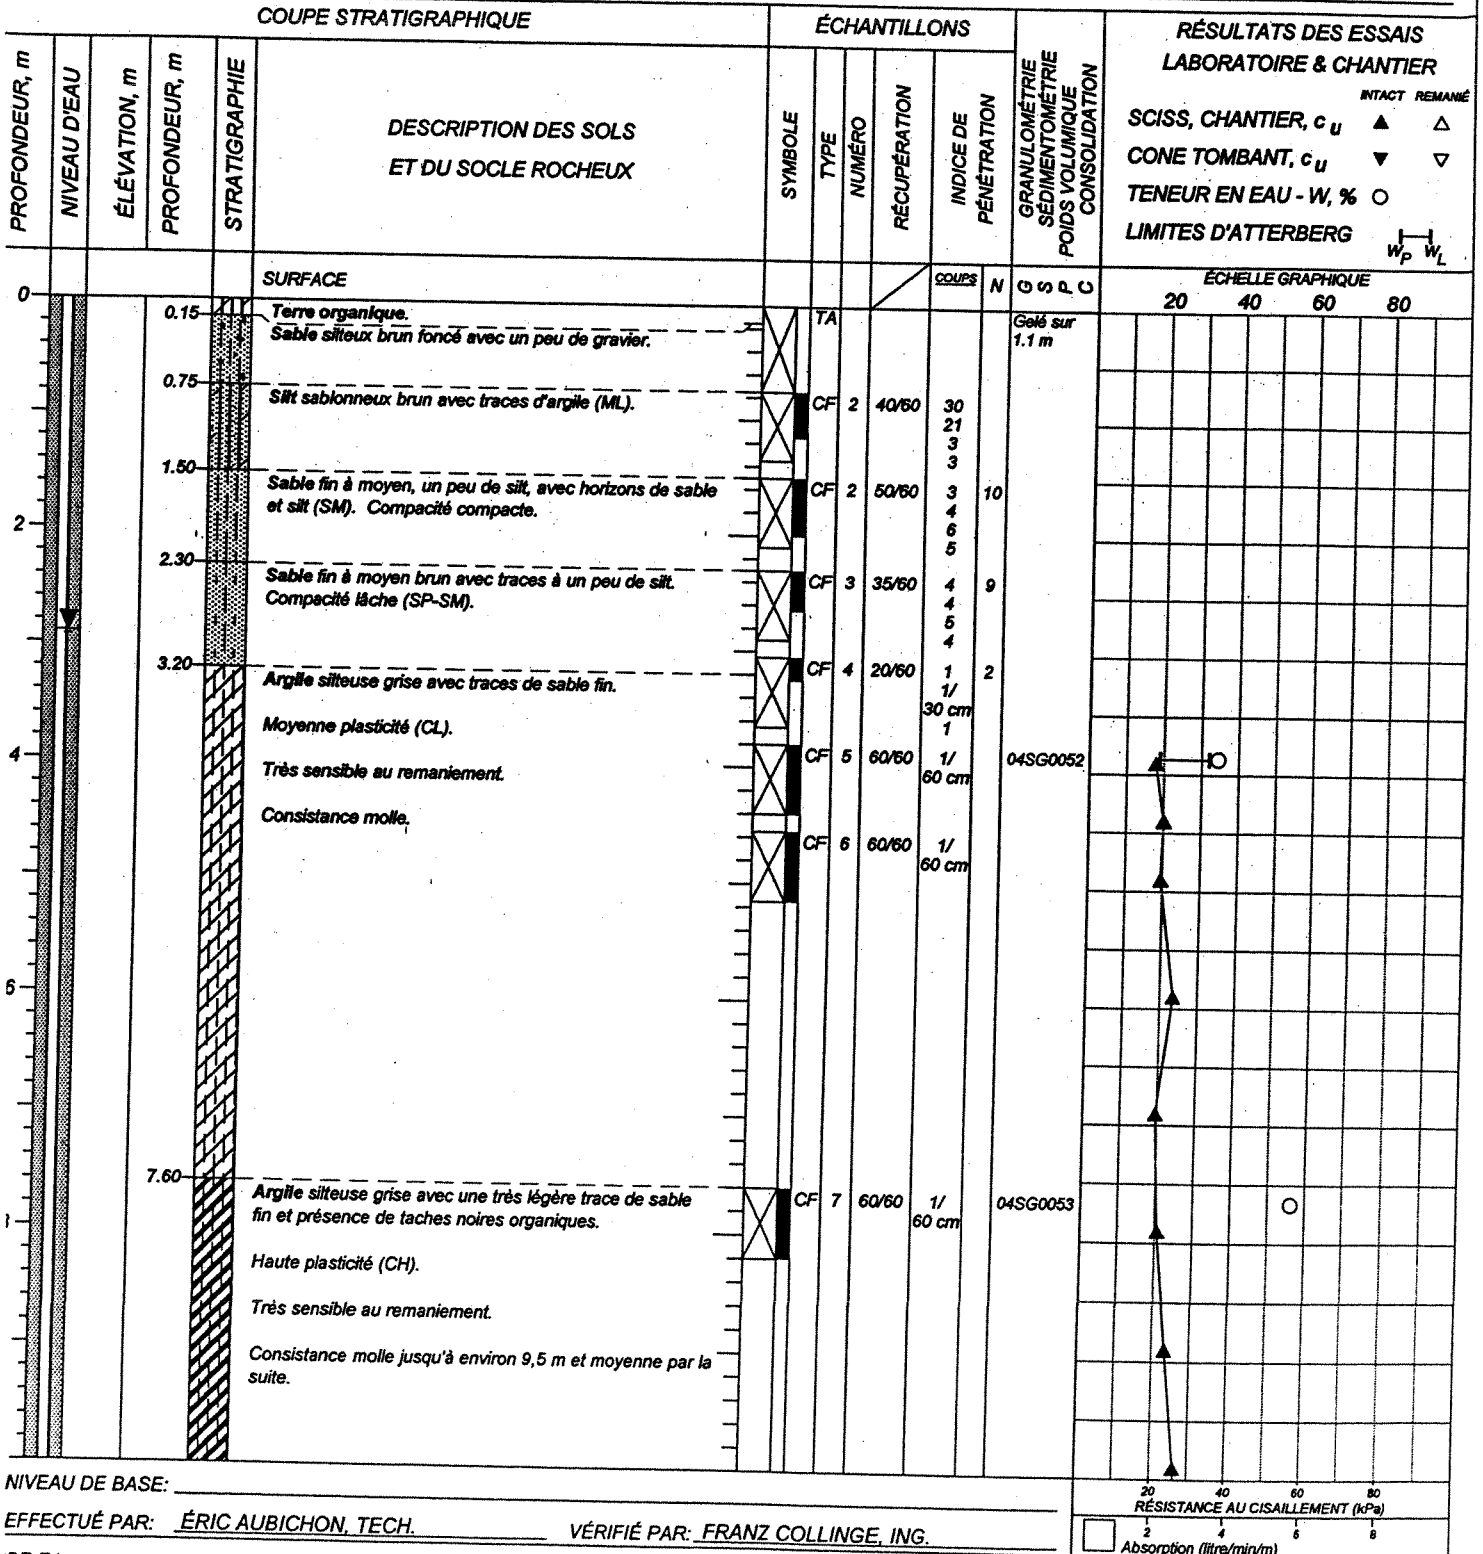 COUPE STRATIGRAPHIQUE
ÉCHANTILLONS
RÉSULTATS DES ESSAIS
LABORATOIRE & CHANTIER
PROFONDEUR, m
NIVEAU D'EAU
ÉLÉVATION, m
PROFONDEUR, m
STRATIGRAPHIE
DESCRIPTION DES SOLS
ET DU SOCLE ROCHEUX
SYMBOLE
TYPE
NUMÉRO
RÉCUPÉRATION
INDICE DE
PÉNÉTRATION
GRANULOMÉTRIE
SÉDIMENTOMÉTRIE
POIDS VOLUMIQUE
CONSOLIDATION
INTACT REMANIÉ
SCISS, CHANTIER, c u ▲ △
CONE TOMBANT, c u ▼ ▽
TENEUR EN EAU - W, % ○
LIMITES D'ATTERBERG
WP WL
SURFACE
COUPS N G S P C
ÉCHELLE GRAPHIQUE
20 40 60 80
0
0.15 Terre organique. TA Gelé sur
1.1 m
Sable silteux brun foncé avec un peu de gravier.
0.75
Silt sablonneux brun avec traces d'argile (ML). CF 2 40/60 30
21
3
3
1.50
Sable fin à moyen, un peu de silt, avec horizons de sable CF 2 50/60 3 10
et silt (SM). Compacité compacte. 4
2
6
5
2.30
Sable fin à moyen brun avec traces à un peu de silt. CF 3 35/60 4 9
Compacité lâche (SP-SM). 4
5
4
3.20
Argile silteuse grise avec traces de sable fin. CF 4 20/60 1 2
1/
30 cm
Moyenne plasticité (CL). 1
4
Très sensible au remaniement. CF 5 60/60 1/ 04SG0052
60 cm
Consistance molle.
CF 6 60/60 1/
60 cm
6
7.60
Argile silteuse grise avec une très légère trace de sable CF 7 60/60 1/ 04SG0053
fin et présence de taches noires organiques. 60 cm
Haute plasticité (CH).
Très sensible au remaniement.
Consistance molle jusqu'à environ 9,5 m et moyenne par la
suite.
20 40 60 80
RÉSISTANCE AU CISAILLEMENT (kPa)
2 4 6 8
Absorption (litre/min/m)
NIVEAU DE BASE:
EFFECTUÉ PAR: ÉRIC AUBICHON, TECH. VÉRIFIÉ PAR: FRANZ COLLINGE, ING.